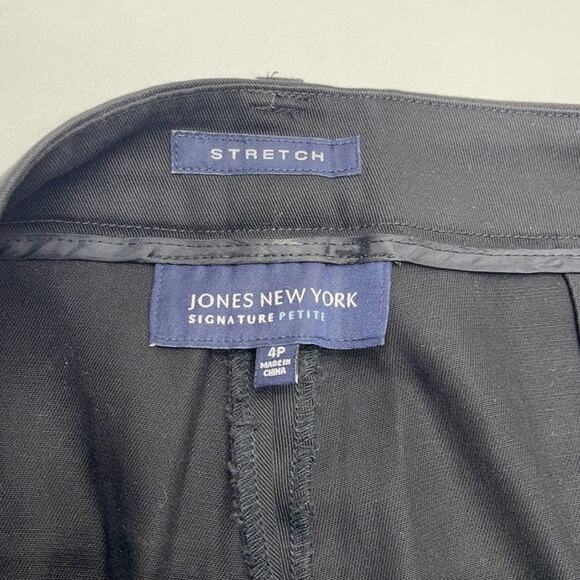 STRETCH
JONES NEW YORK
SIGNATURE PETITE
4P
MADE IN
CHINA